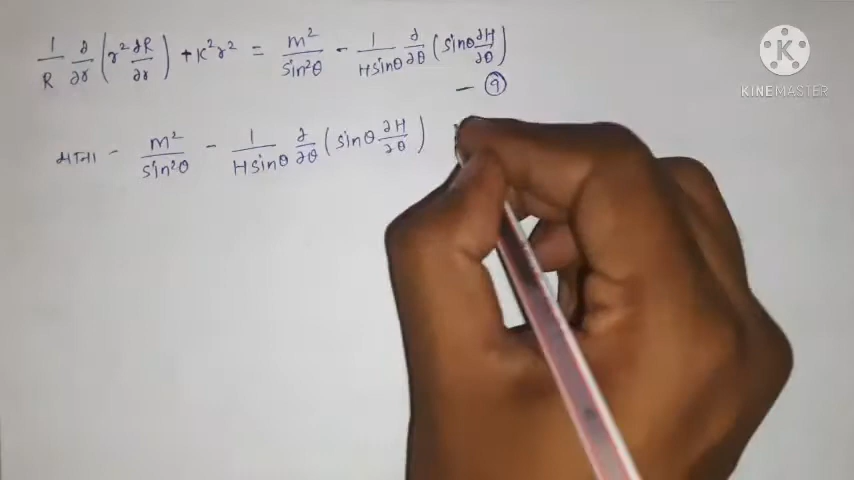 1/R ∂/∂r (r² ∂R/∂r) + K²r² = m²/sin²θ - 1/(H sinθ) ∂/∂θ (sinθ ∂H/∂θ)
- ⑨
माना - m²/sin²θ - 1/(H sinθ) ∂/∂θ (sinθ ∂H/∂θ)
K
KINEMASTER